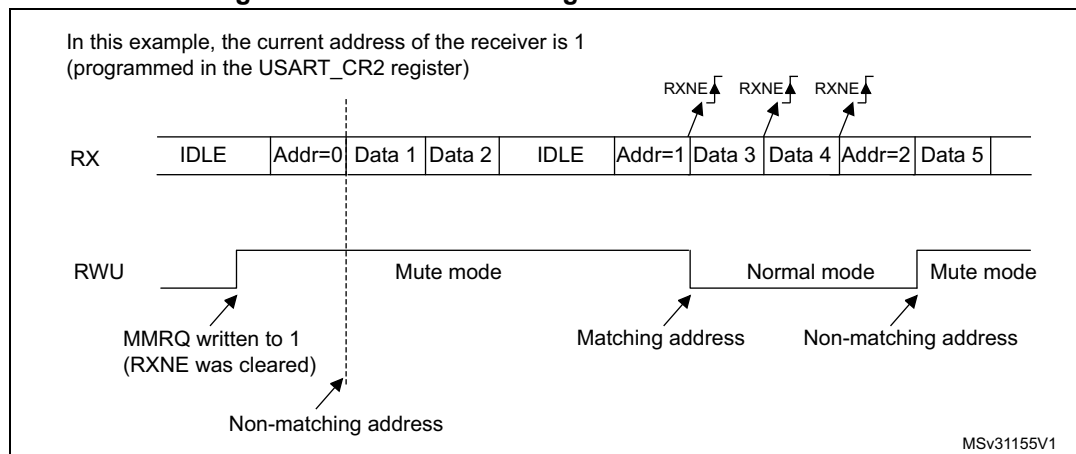 In this example, the current address of the receiver is 1
(programmed in the USART_CR2 register)
RXNE RXNE RXNE
RX IDLE Addr=0 Data 1 Data 2 IDLE Addr=1 Data 3 Data 4 Addr=2 Data 5
RWU Mute mode Normal mode Mute mode
MMRQ written to 1 Matching address Non-matching address
(RXNE was cleared)
Non-matching address
MSv31155V1